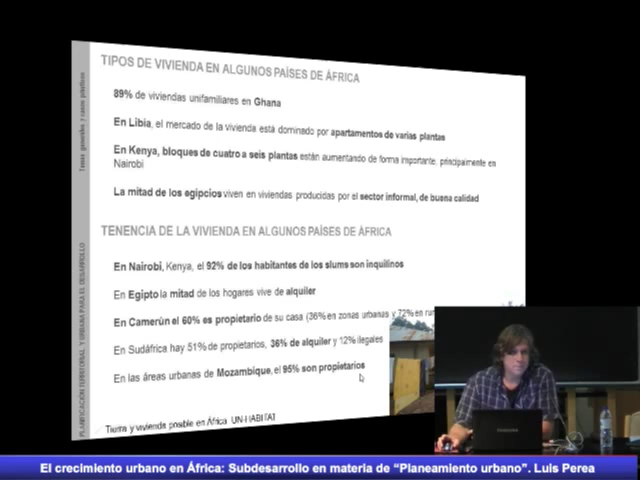 TIPOS DE VIVIENDA EN ALGUNOS PAÍSES DE ÁFRICA
89% de viviendas unifamiliares en Ghana
En Libia, el mercado de la vivienda está dominado por apartamentos de varias plantas
En Kenya, bloques de cuatro a seis plantas están aumentando de forma importante, principalmente en
Nairobi
La mitad de los egipcios viven en viviendas producidas por el sector informal, de buena calidad
TENENCIA DE LA VIVIENDA EN ALGUNOS PAÍSES DE ÁFRICA
En Nairobi, Kenya, el 92% de los habitantes de los slums son inquilinos
En Egipto la mitad de los hogares vive de alquiler
En Camerún el 60% es propietario de su casa (36% en zonas urbanas y 72% en
En Sudáfrica hay 51% de propietarios, 36% de alquiler y 12% ilegales
En las áreas urbanas de Mozambique, el 95% son propietarios
Tierra y vivienda posible en África UN-HABITAT
PLANIFICACIÓN TERRITORIAL Y URBANA PARA EL DESARROLLO
Temas generales y casos prácticos
SAMSUNG
El crecimiento urbano en África: Subdesarrollo en materia de “Planeamiento urbano”. Luis Perea